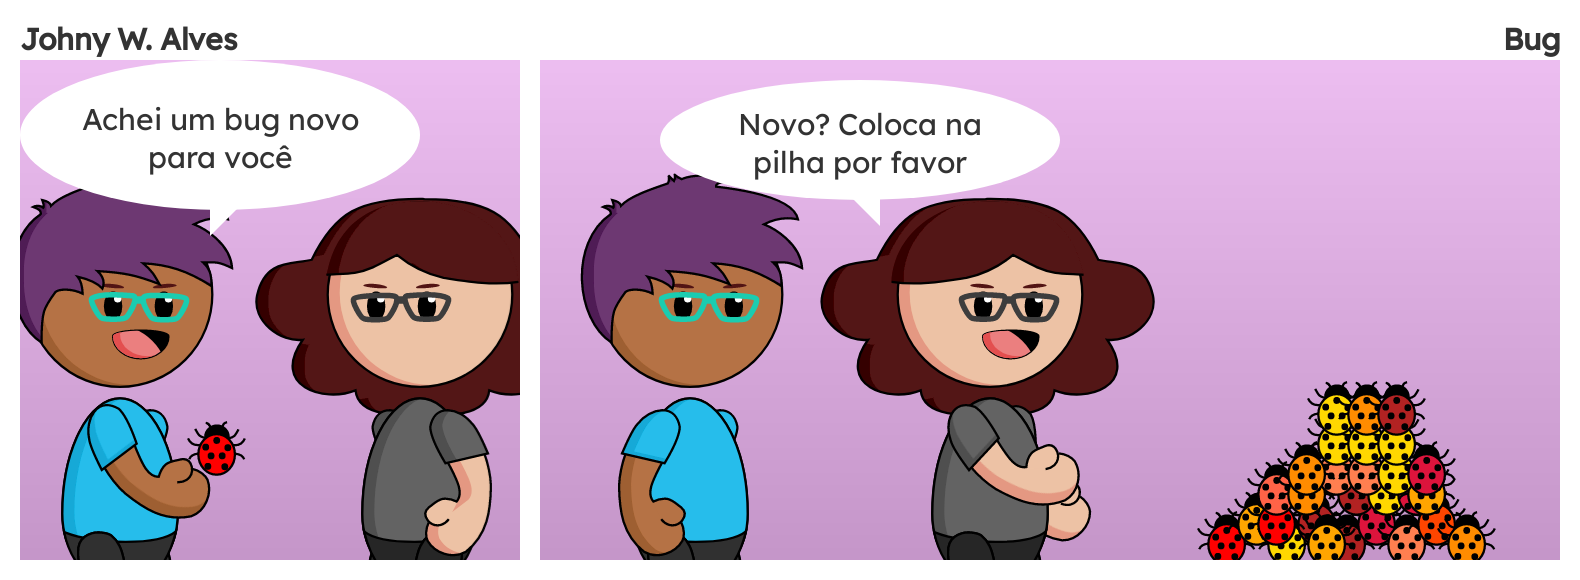 Johny W. Alves
Bug
Achei um bug novo
para você
Novo? Coloca na
pilha por favor